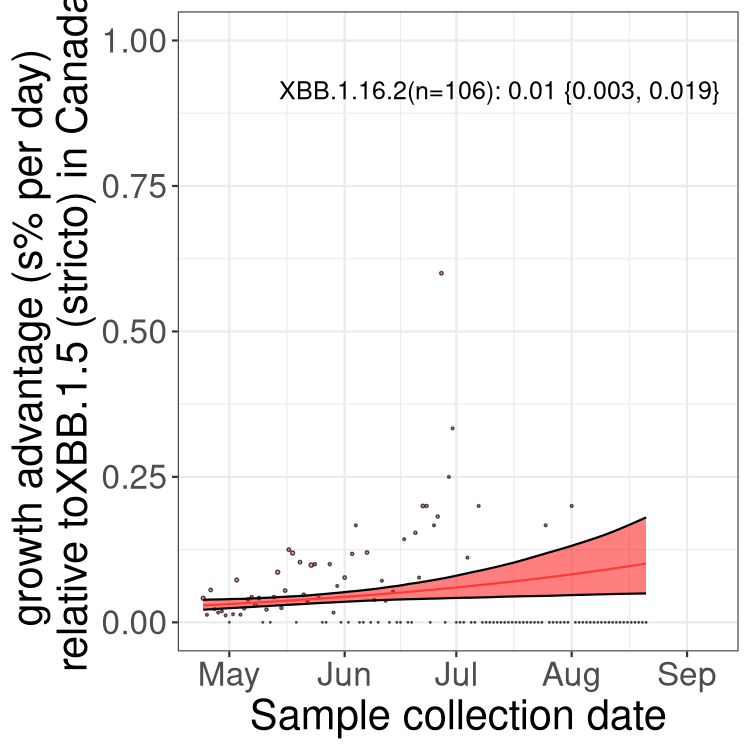 growth advantage (s% per day)
relative toXBB.1.5 (stricto) in Canada
1.00
0.75
0.50
0.25
0.00
XBB.1.16.2(n=106): 0.01 {0.003, 0.019}
May Jun Jul Aug Sep
Sample collection date